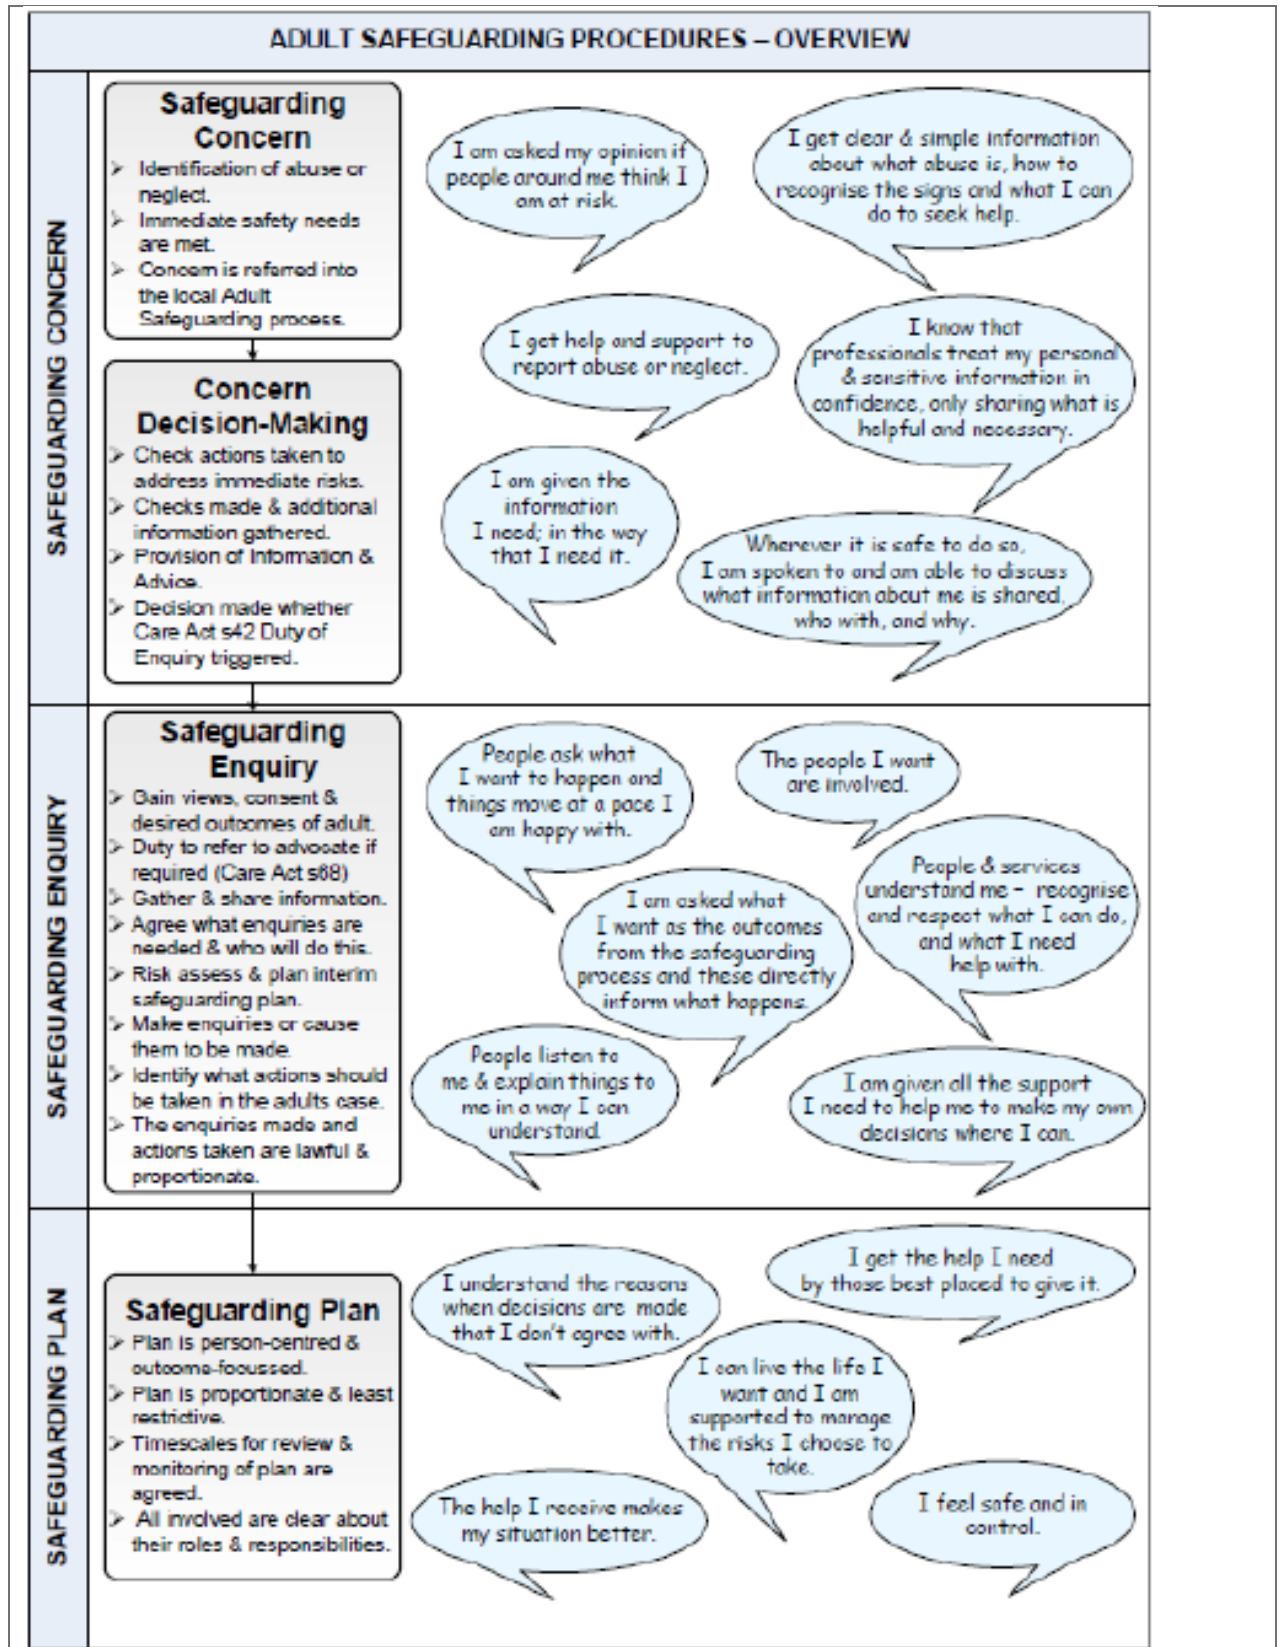 ADULT SAFEGUARDING PROCEDURES – OVERVIEW
SAFEGUARDING CONCERN
Safeguarding
Concern
➢ Identification of abuse or
neglect.
➢ Immediate safety needs
are met.
➢ Concern is referred into
the local Adult
Safeguarding process.
Concern
Decision-Making
➢ Check actions taken to
address immediate risks.
➢ Checks made & additional
information gathered.
➢ Provision of Information &
Advice.
➢ Decision made whether
Care Act s42 Duty of
Enquiry triggered.
I am asked my opinion if
people around me think I
am at risk.
I get clear & simple information
about what abuse is, how to
recognise the signs and what I can
do to seek help.
I get help and support to
report abuse or neglect.
I know that
professionals treat my personal
& sensitive information in
confidence, only sharing what is
helpful and necessary.
I am given the
information
I need; in the way
that I need it.
Wherever it is safe to do so,
I am spoken to and am able to discuss
what information about me is shared,
who with, and why.
SAFEGUARDING ENQUIRY
Safeguarding
Enquiry
➢ Gain views, consent &
desired outcomes of adult.
➢ Duty to refer to advocate if
required (Care Act s68)
➢ Gather & share information.
➢ Agree what enquiries are
needed & who will do this.
➢ Risk assess & plan interim
safeguarding plan.
➢ Make enquiries or cause
them to be made.
➢ Identify what actions should
be taken in the adults case.
➢ The enquiries made and
actions taken are lawful &
proportionate.
People ask what
I want to happen and
things move at a pace I
am happy with.
The people I want
are involved.
I am asked what
I want as the outcomes
from the safeguarding
process and these directly
inform what happens.
People & services
understand me – recognise
and respect what I can do,
and what I need
help with.
People listen to
me & explain things to
me in a way I can
understand.
I am given all the support
I need to help me to make my own
decisions where I can.
SAFEGUARDING PLAN
Safeguarding Plan
➢ Plan is person-centred &
outcome-focussed.
➢ Plan is proportionate & least
restrictive.
➢ Timescales for review &
monitoring of plan are
agreed.
➢ All involved are clear about
their roles & responsibilities.
I understand the reasons
when decisions are made
that I don't agree with.
I get the help I need
by those best placed to give it.
I can live the life I
want and I am
supported to manage
the risks I choose to
take.
The help I receive makes
my situation better.
I feel safe and in
control.